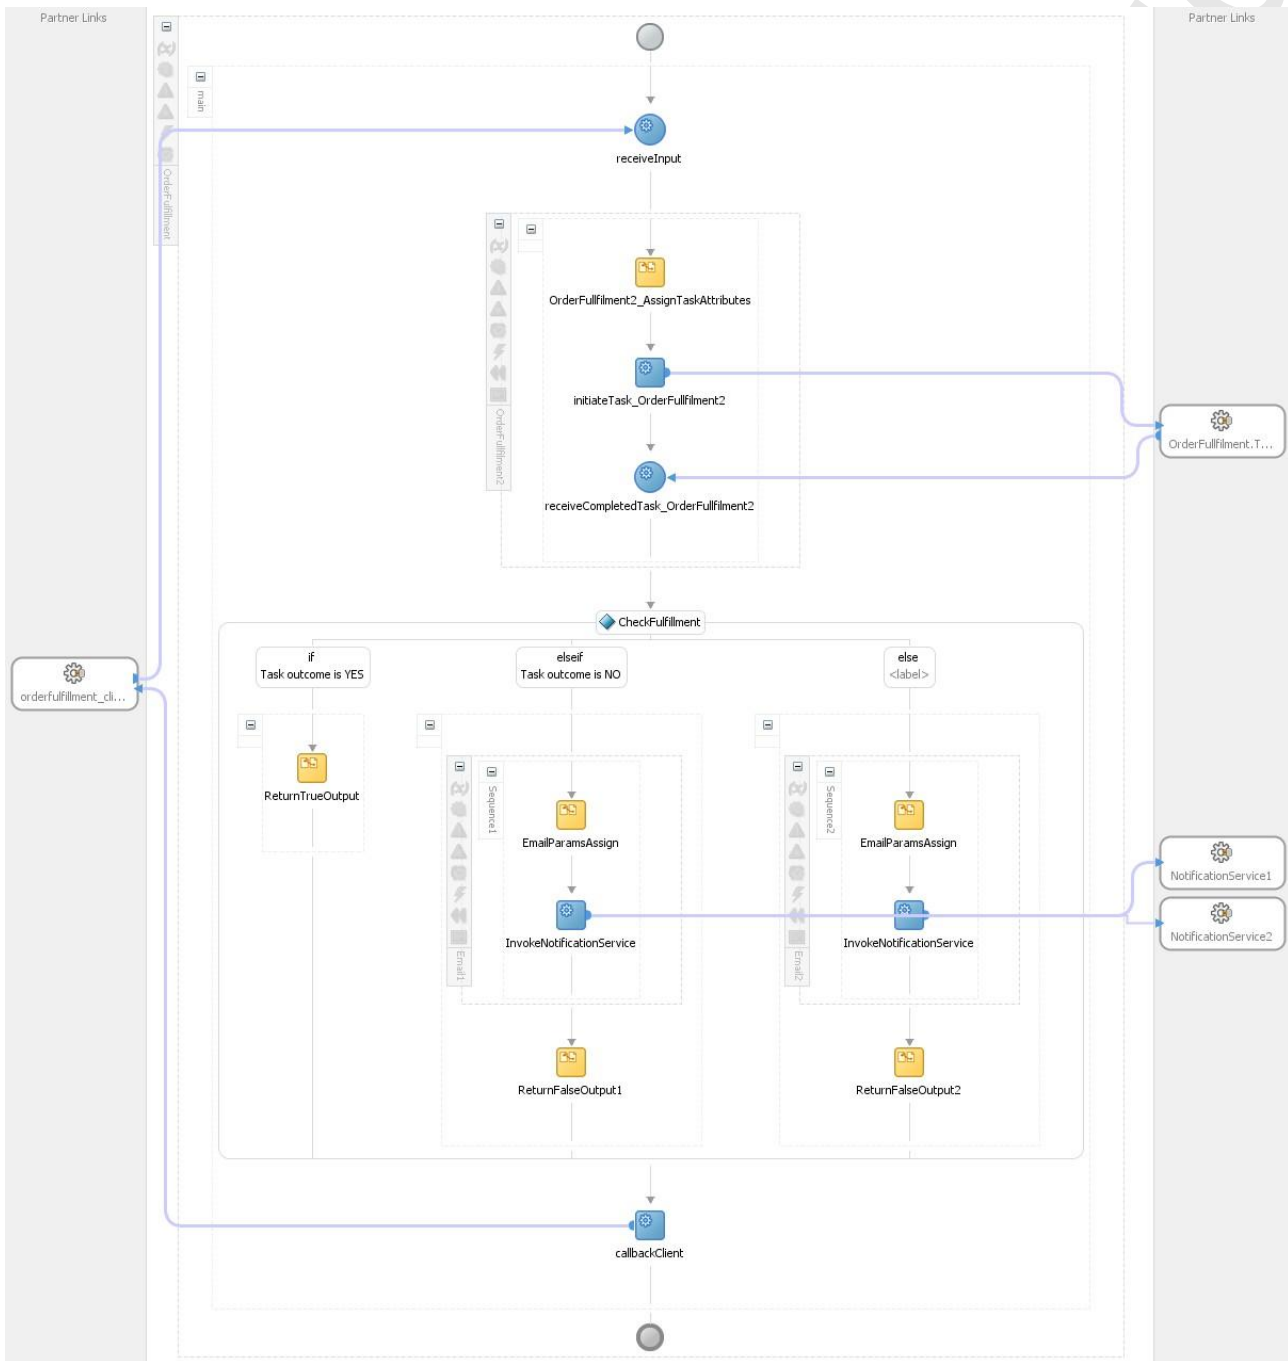 Partner Links
Partner Links
main
OrderFulfillment
receiveInput
OrderFullfilment2_AssignTaskAttributes
initiateTask_OrderFullfilment2
OrderFullfilment2
OrderFullfilment.T...
receiveCompletedTask_OrderFullfilment2
CheckFulfillment
if
Task outcome is YES
elseif
Task outcome is NO
else
<label>
orderfulfillment_cli...
ReturnTrueOutput
Sequence1
EmailParamsAssign
Sequence2
EmailParamsAssign
NotificationService1
InvokeNotificationService
InvokeNotificationService
NotificationService2
Email1
Email2
ReturnFalseOutput1
ReturnFalseOutput2
callbackClient